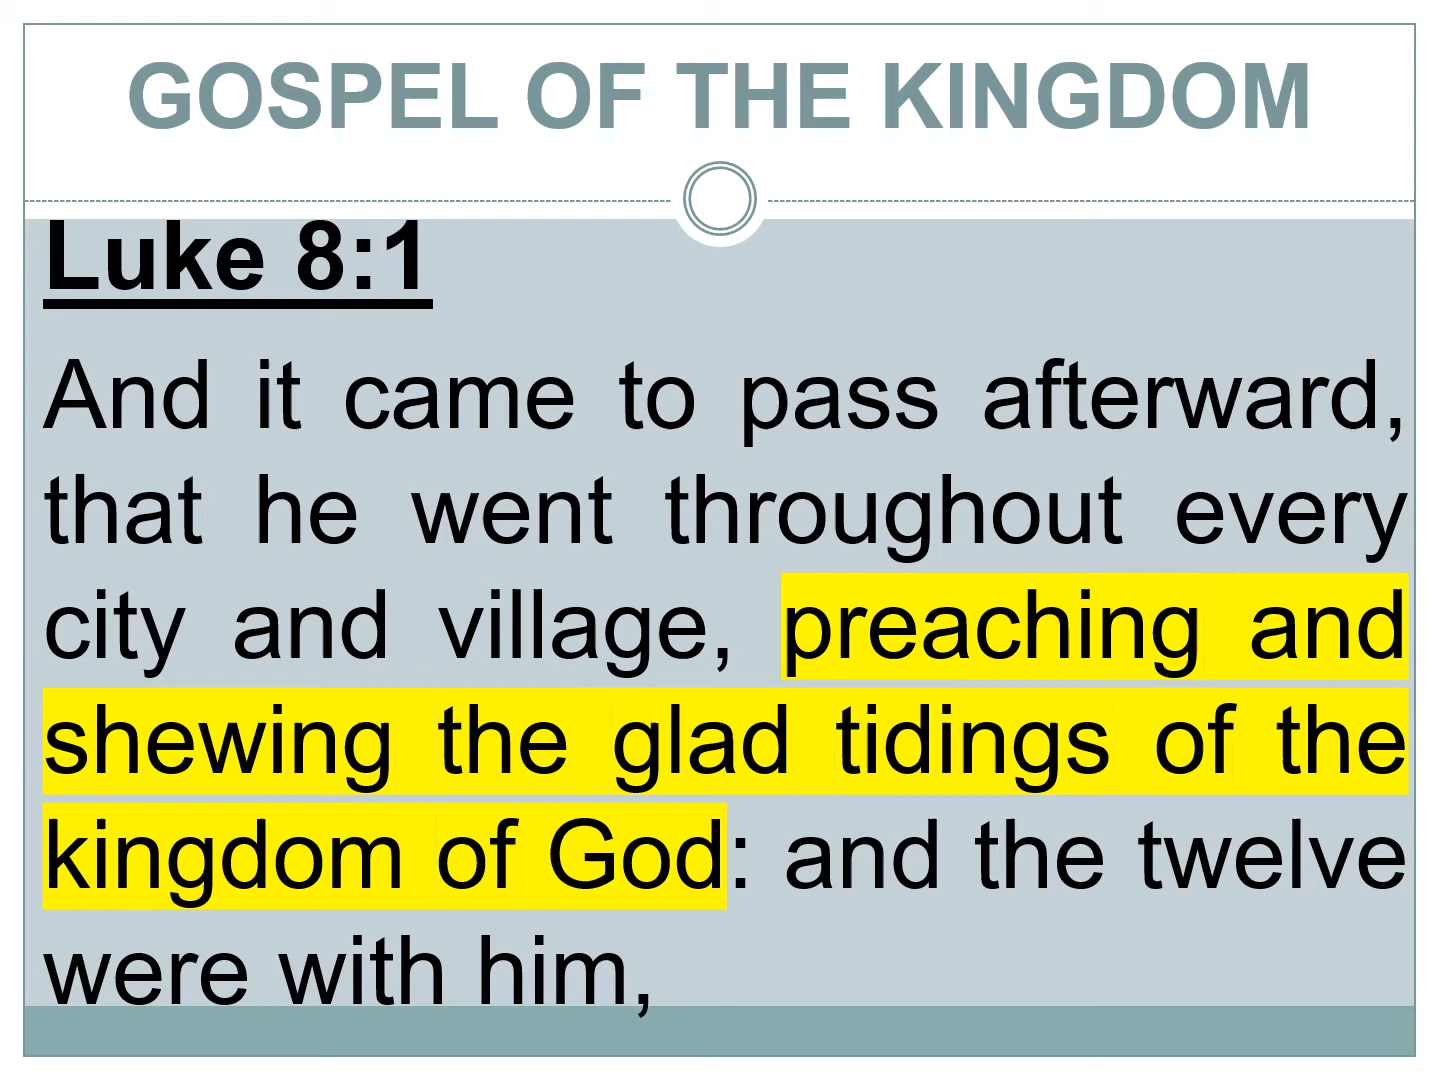 GOSPEL OF THE KINGDOM
Luke 8:1
And it came to pass afterward,
that he went throughout every
city and village, preaching and
shewing the glad tidings of the
kingdom of God: and the twelve
were with him,